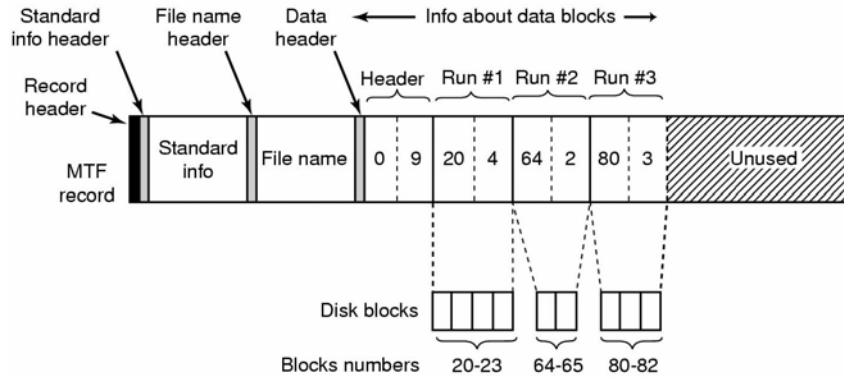 Standard
info header
File name
header
Data
header
Info about data blocks
Record
header
Header
Run #1
Run #2
Run #3
MTF
record
Standard
info
File name
0 9 20 4 64 2 80 3
Unused
Disk blocks
Blocks numbers
20-23
64-65
80-82